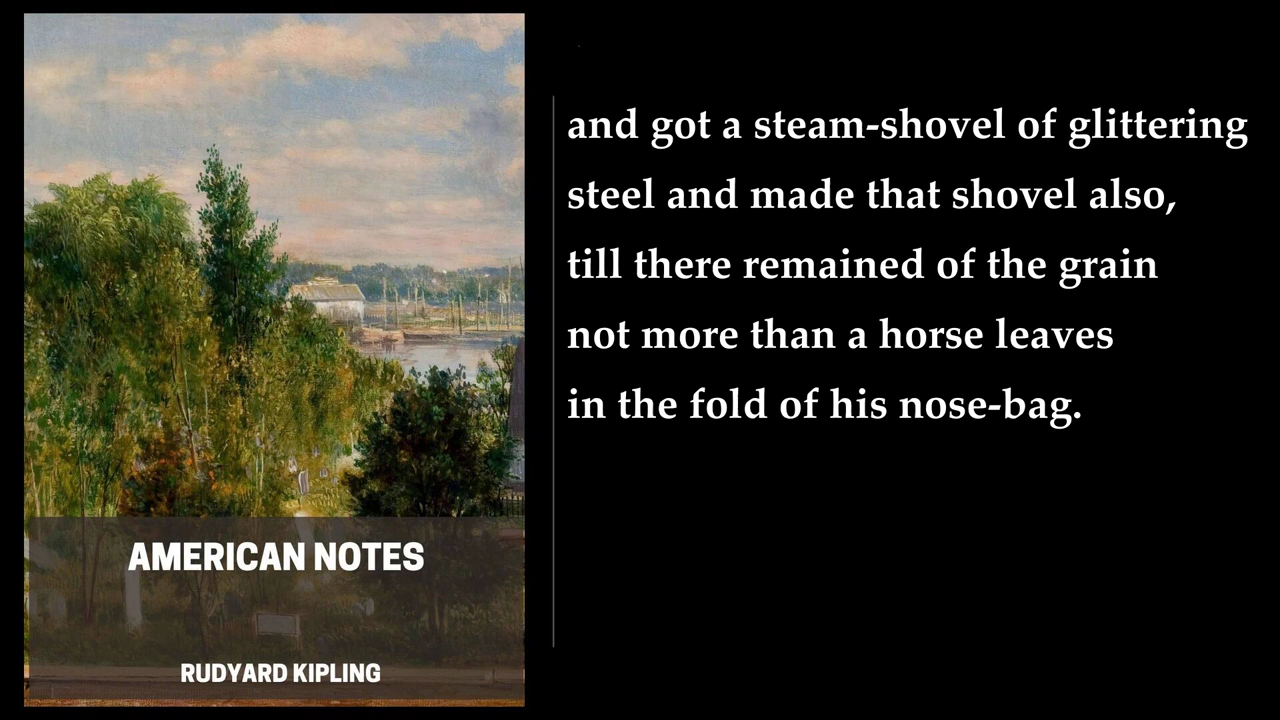 and got a steam-shovel of glittering
steel and made that shovel also,
till there remained of the grain
not more than a horse leaves
in the fold of his nose-bag.
AMERICAN NOTES
RUDYARD KIPLING